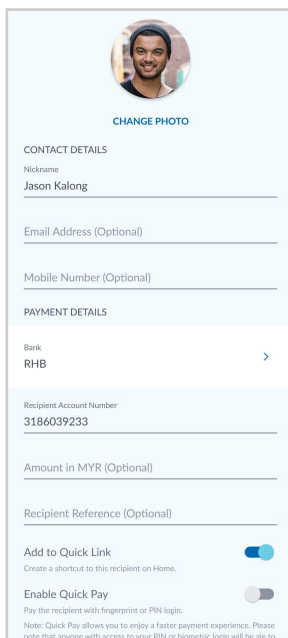 CHANGE PHOTO
CONTACT DETAILS
Nickname
Jason Kalong
Email Address (Optional)
Mobile Number (Optional)
PAYMENT DETAILS
Bank
RHB
Recipient Account Number
3186039233
Amount in MYR (Optional)
Recipient Reference (Optional)
Add to Quick Link
Create a shortcut to this recipient on Home.
Enable Quick Pay
Pay the recipient with fingerprint or PIN login.
Note: Quick Pay allows you to enjoy a faster payment experience. Please
note that anyone with access to your PIN or biometric login will be ale to